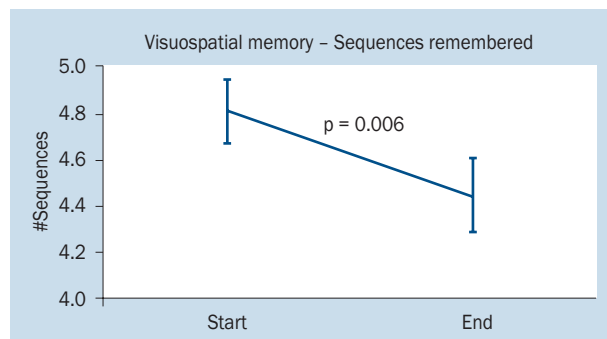 Visuospatial memory – Sequences remembered
#Sequences
5.0
4.8
4.6
4.4
4.2
4.0
p = 0.006
Start End